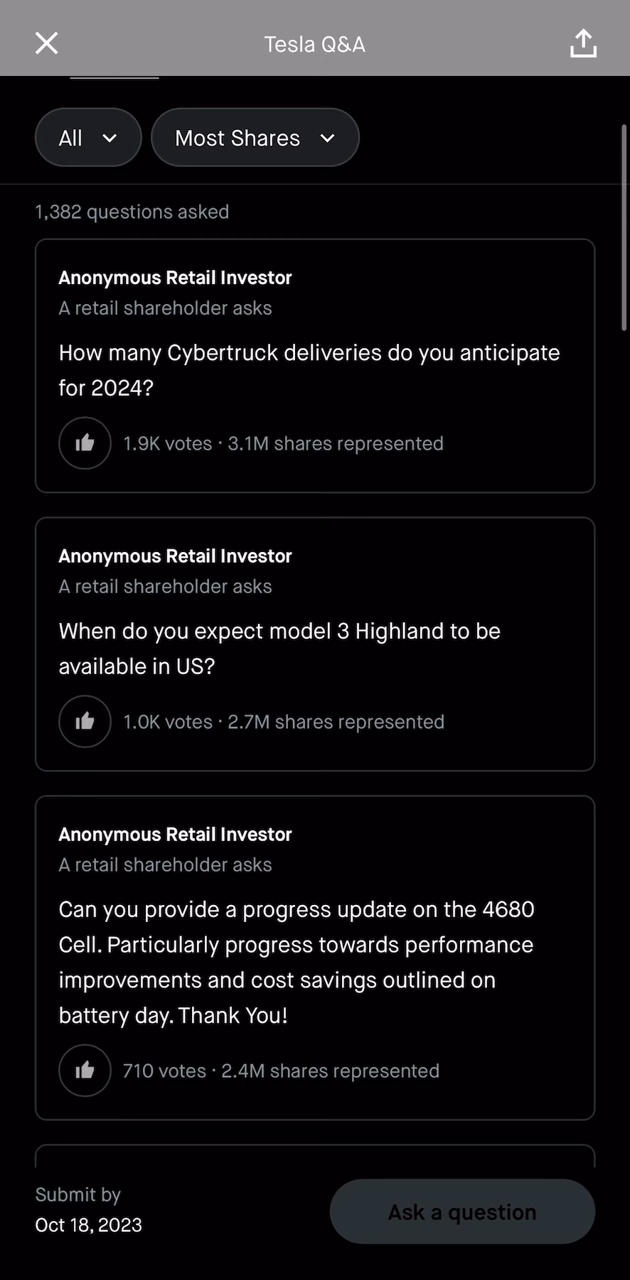 Tesla Q&A
All
Most Shares
1,382 questions asked
Anonymous Retail Investor
A retail shareholder asks
How many Cybertruck deliveries do you anticipate
for 2024?
1.9K votes · 3.1M shares represented
Anonymous Retail Investor
A retail shareholder asks
When do you expect model 3 Highland to be
available in US?
1.0K votes · 2.7M shares represented
Anonymous Retail Investor
A retail shareholder asks
Can you provide a progress update on the 4680
Cell. Particularly progress towards performance
improvements and cost savings outlined on
battery day. Thank You!
710 votes · 2.4M shares represented
Submit by
Oct 18, 2023
Ask a question